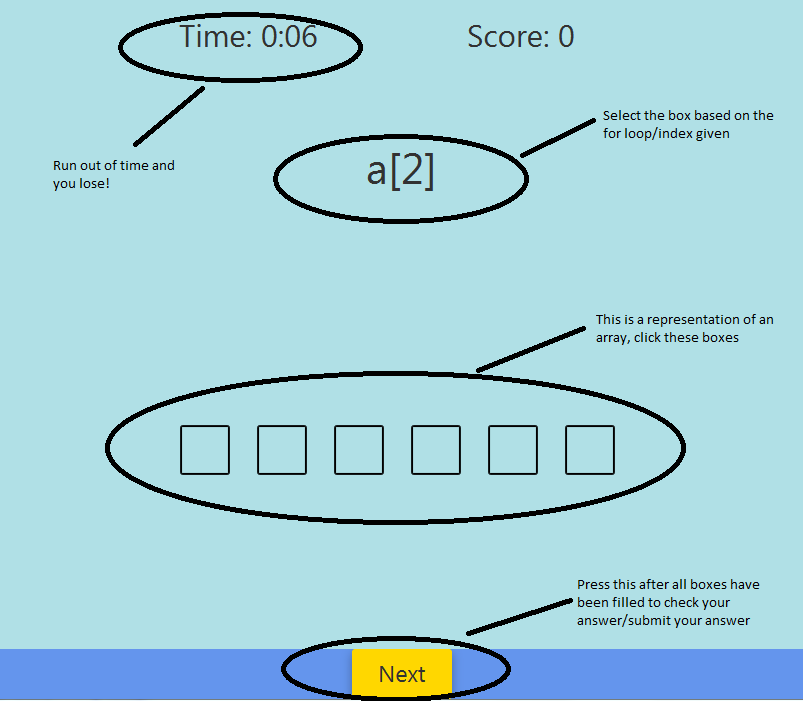 Time: 0:06
Score: 0
Select the box based on the
for loop/index given
Run out of time and
you lose!
a[2]
This is a representation of an
array, click these boxes
Press this after all boxes have
been filled to check your
answer/submit your answer
Next